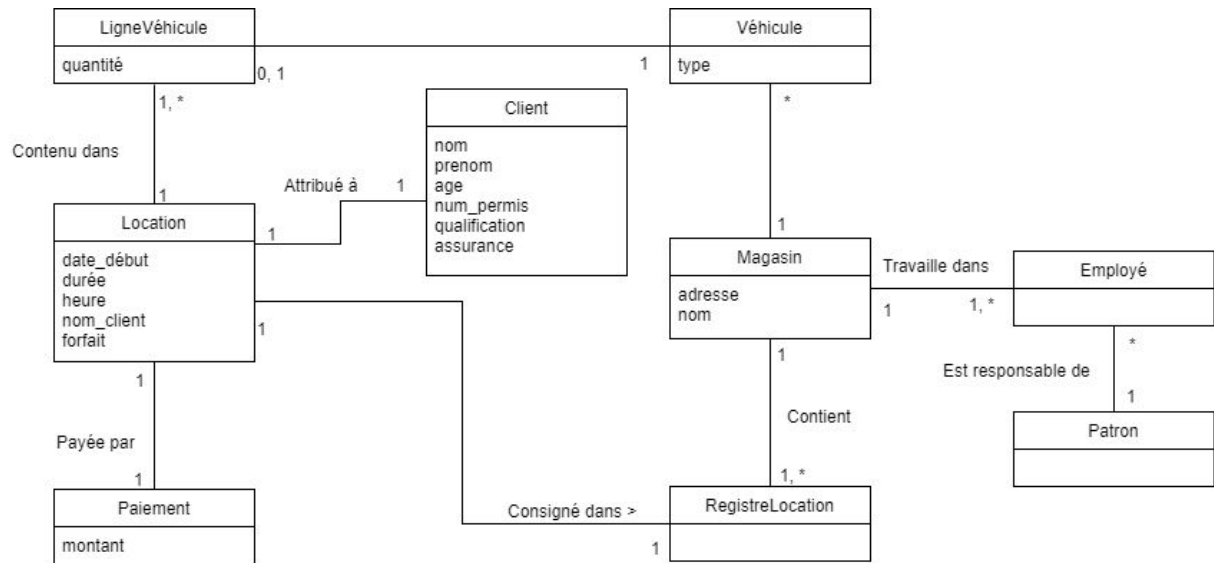 LigneVéhicule
quantité
0, 1
1
Véhicule
type
1, *
*
Contenu dans
1
Client
nom
prenom
age
num_permis
qualification
assurance
Attribué à
1
1
Location
date_début
durée
heure
nom_client
forfait
1
1
1
Magasin
adresse
nom
Travaille dans
1
1, *
Employé
*
Est responsable de
1
Patron
1
Contient
1, *
Payée par
1
Paiement
montant
Consigné dans >
1
RegistreLocation